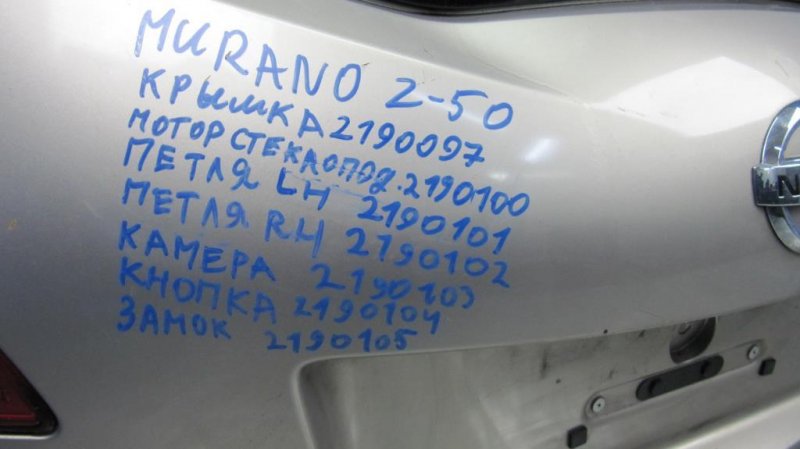 MURANO Z-50
КРЫШКА 2190097
МОТОР СТЕКЛОПОД. 2190100
ПЕТЛЯ LH 2190101
ПЕТЛЯ RH 2190102
КАМЕРА 2190103
КНОПКА 2190104
ЗАМОК 2190105